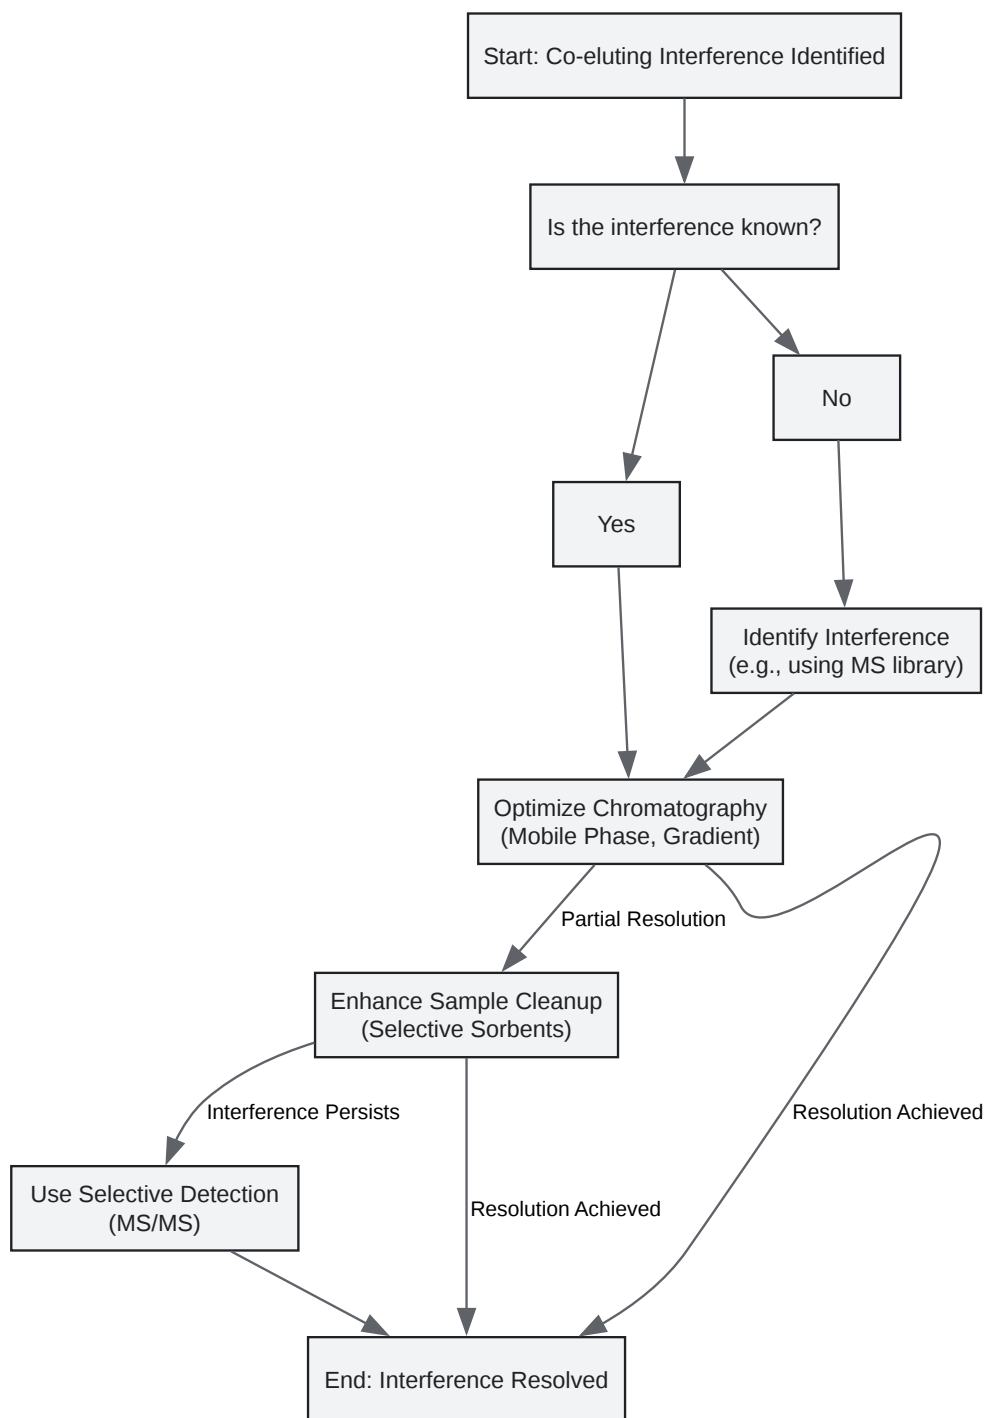 Start: Co-eluting Interference Identified
Is the interference known?
No
Yes
Identify Interference
(e.g., using MS library)
Optimize Chromatography
(Mobile Phase, Gradient)
Partial Resolution
Enhance Sample Cleanup
(Selective Sorbents)
Interference Persists
Resolution Achieved
Use Selective Detection
(MS/MS)
Resolution Achieved
End: Interference Resolved